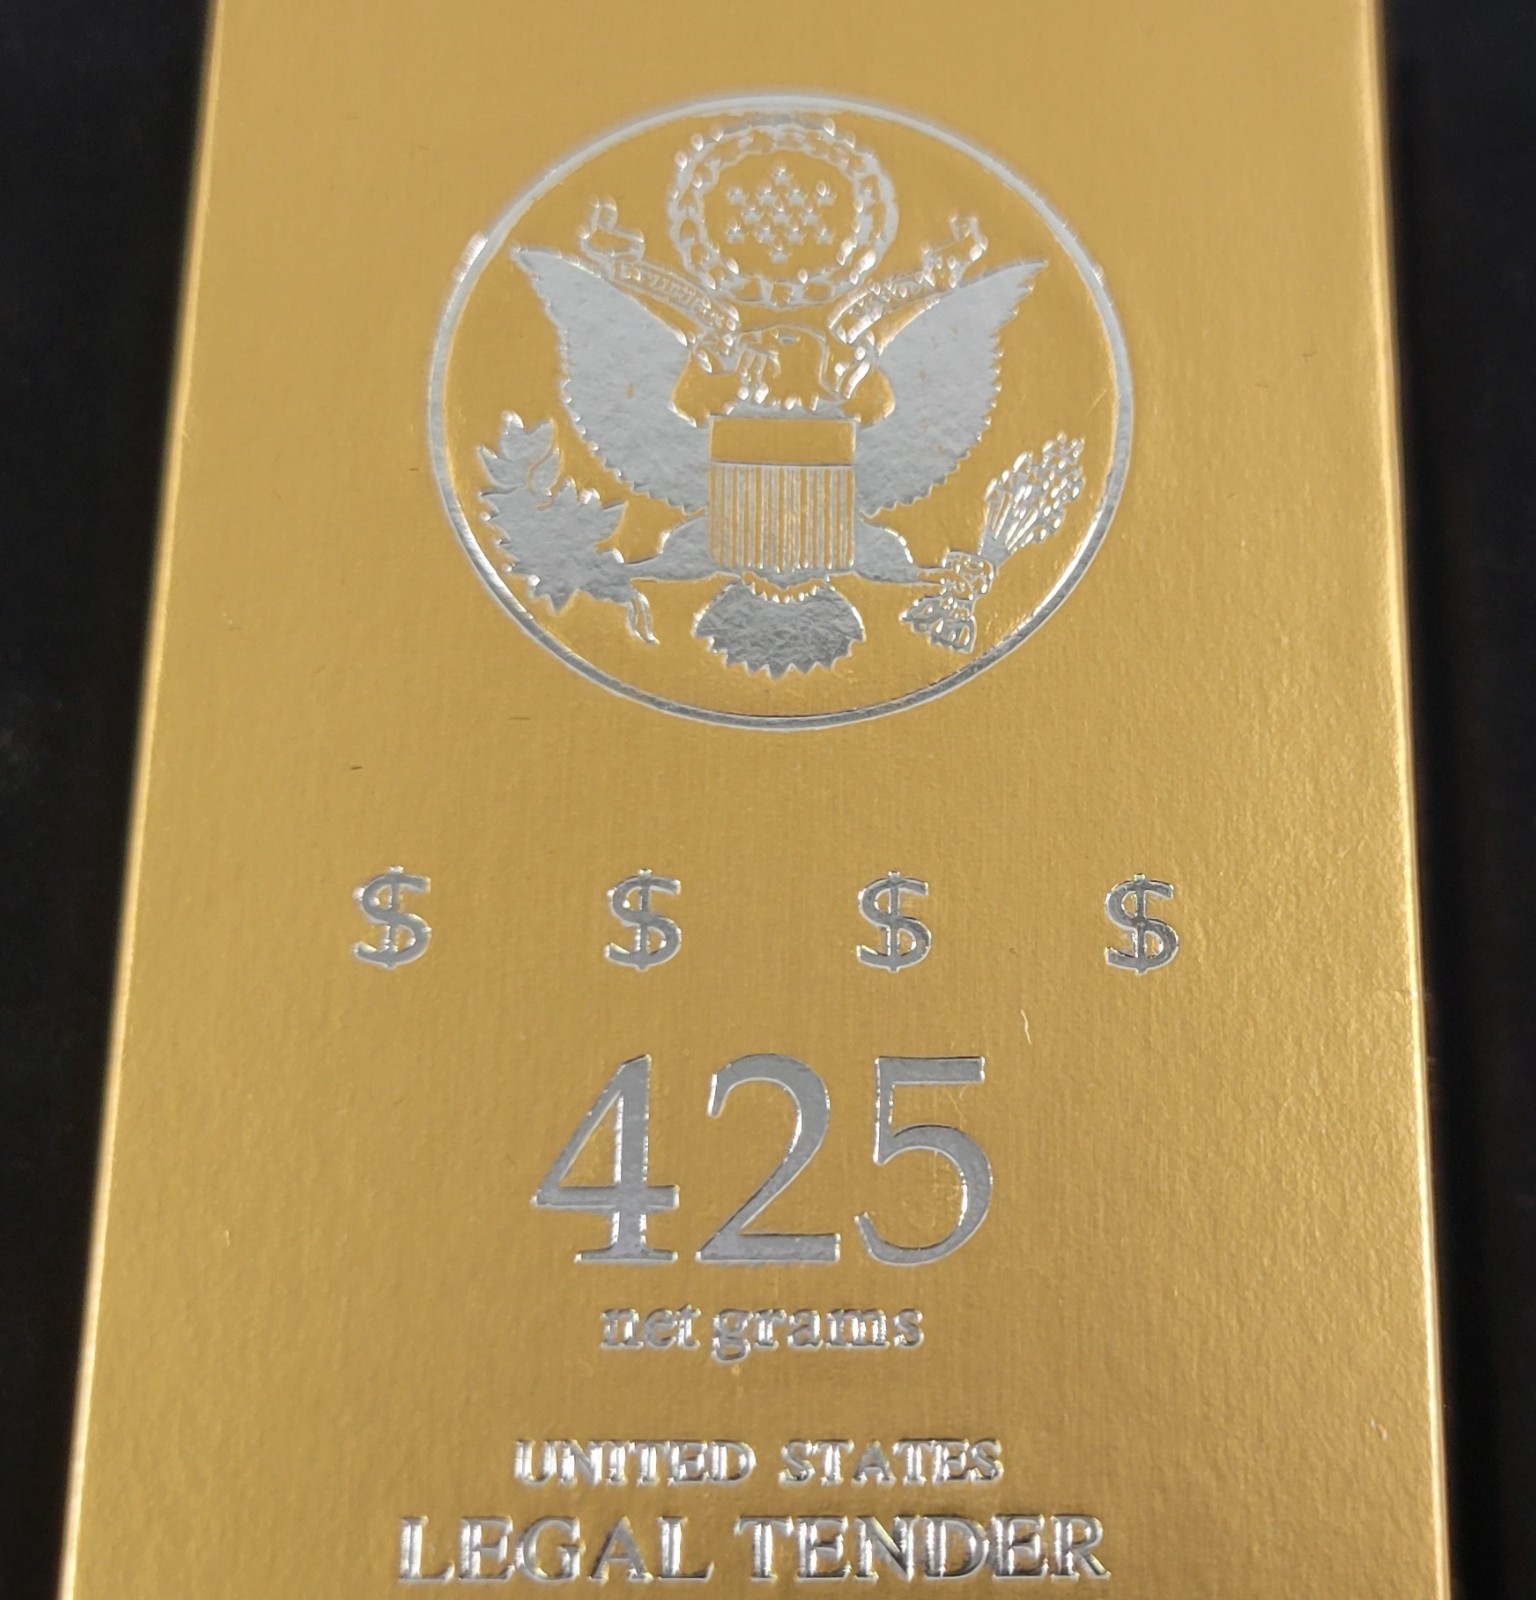 $ $ $ $
425
net grams
UNITED STATES
LEGAL TENDER